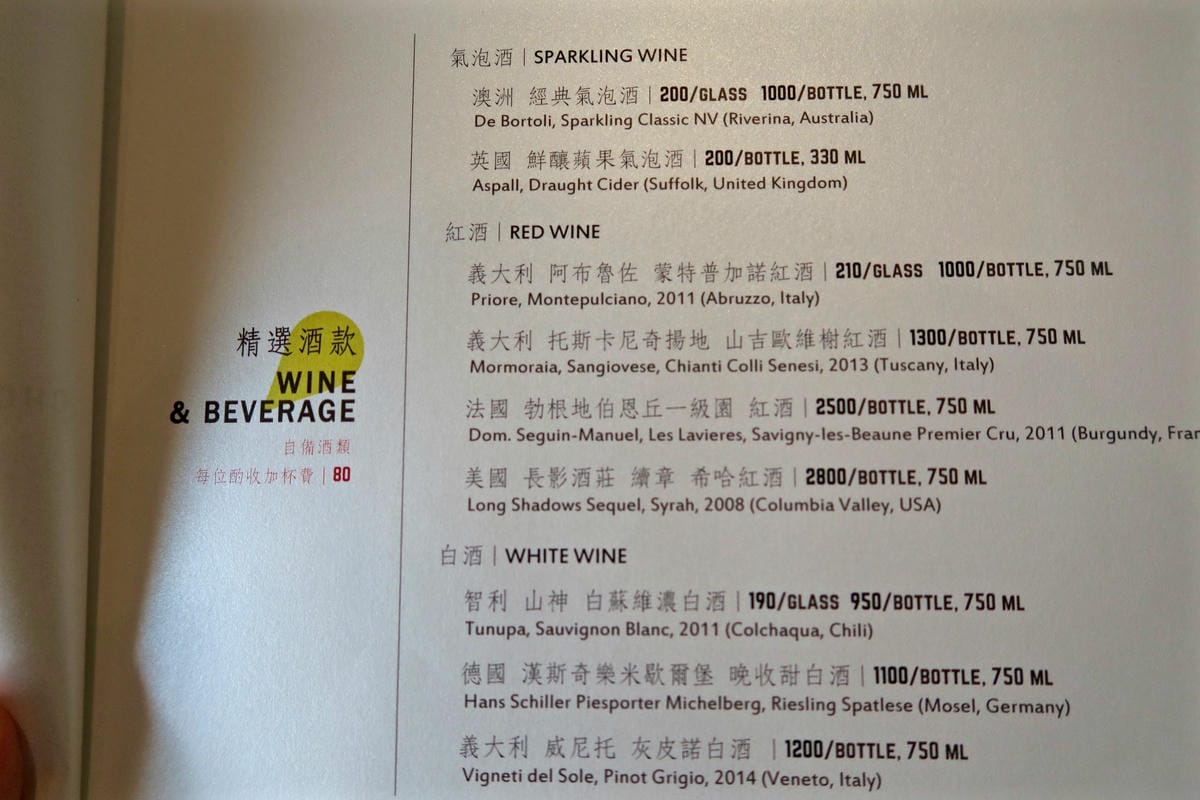 精選酒款
WINE
& BEVERAGE
自備酒類
每位酌收加杯費 | 80
氣泡酒 | SPARKLING WINE
澳洲 經典氣泡酒 | 200/GLASS 1000/BOTTLE, 750 ML
De Bortoli, Sparkling Classic NV (Riverina, Australia)
英國 鮮釀蘋果氣泡酒 | 200/BOTTLE, 330 ML
Aspall, Draught Cider (Suffolk, United Kingdom)
紅酒 | RED WINE
義大利 阿布魯佐 蒙特普加諾紅酒 | 210/GLASS 1000/BOTTLE, 750 ML
Priore, Montepulciano, 2011 (Abruzzo, Italy)
義大利 托斯卡尼奇揚地 山吉歐維榭紅酒 | 1300/BOTTLE, 750 ML
Mormoraia, Sangiovese, Chianti Colli Senesi, 2013 (Tuscany, Italy)
法國 勃根地伯恩丘一級園 紅酒 | 2500/BOTTLE, 750 ML
Dom. Seguin-Manuel, Les Lavieres, Savigny-les-Beaune Premier Cru, 2011 (Burgundy, Fran
美國 長影酒莊 續章 希哈紅酒 | 2800/BOTTLE, 750 ML
Long Shadows Sequel, Syrah, 2008 (Columbia Valley, USA)
白酒 | WHITE WINE
智利 山神 白蘇維濃白酒 | 190/GLASS 950/BOTTLE, 750 ML
Tunupa, Sauvignon Blanc, 2011 (Colchaqua, Chili)
德國 漢斯奇樂米歇爾堡 晚收甜白酒 | 1100/BOTTLE, 750 ML
Hans Schiller Piesporter Michelberg, Riesling Spatlese (Mosel, Germany)
義大利 威尼托 灰皮諾白酒 | 1200/BOTTLE, 750 ML
Vigneti del Sole, Pinot Grigio, 2014 (Veneto, Italy)